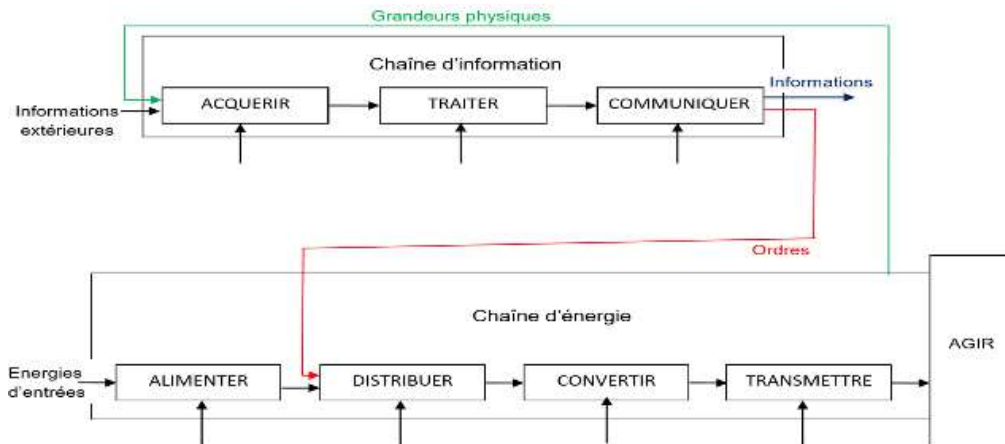 Grandeurs physiques
Chaîne d'information
Informations
ACQUERIR
TRAITER
COMMUNIQUER
Informations
extérieures
Ordres
Chaîne d'énergie
AGIR
Energies
d'entrées
ALIMENTER
DISTRIBUER
CONVERTIR
TRANSMETTRE